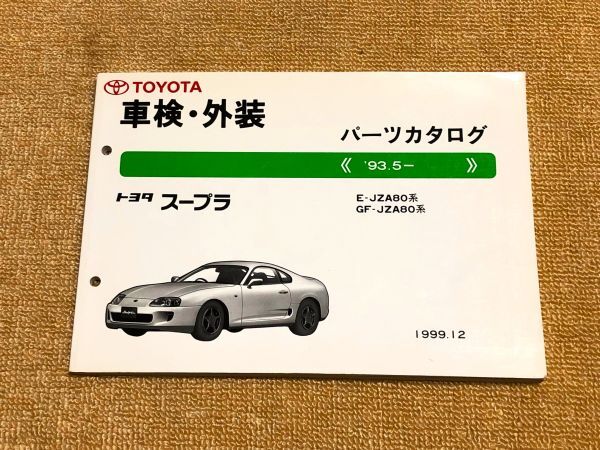 TOYOTA
車検・外装
パーツカタログ
《 '93.5− 》
トヨタ スープラ
E-JZA80系
GF-JZA80系
1999.12